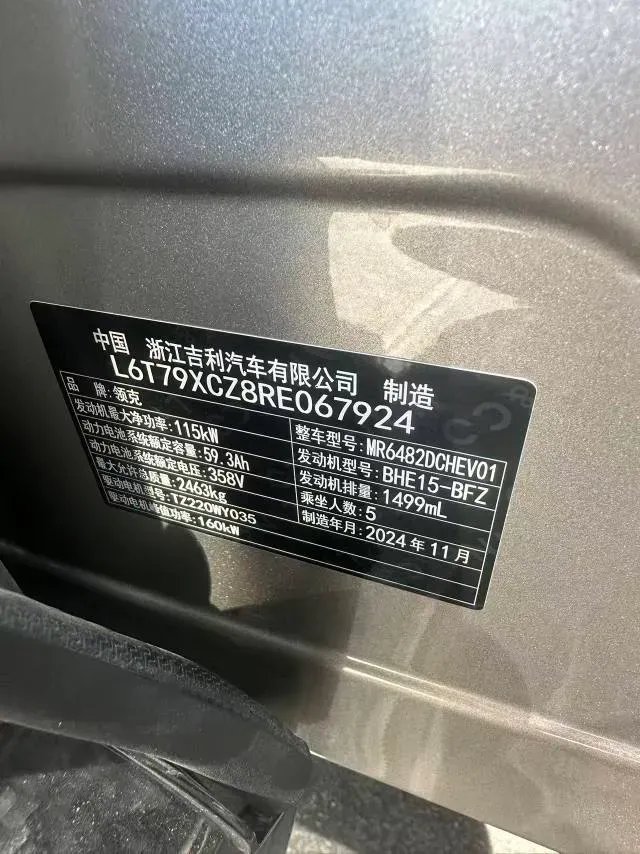 中国 浙江吉利汽车有限公司 制造
L6T79XCZ8RE067924
品牌:领克
发动机最大净功率:115kW
动力电池系统额定容量:59.3Ah
动力电池系统额定电压:358V
最大允许总质量:2463kg
驱动电机型号:TZ220WY035
驱动电机峰值功率:160kW
整车型号:MR6482DCHEV01
发动机型号:BHE15-BFZ
发动机排量:1499mL
乘坐人数:5
制造年月:2024年11月